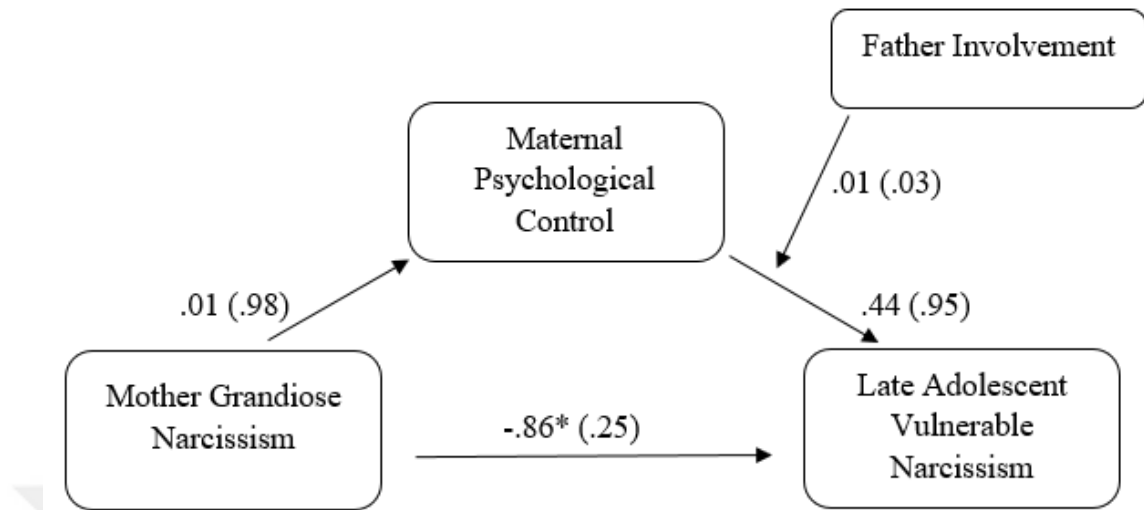 Father Involvement
Maternal
Psychological
Control
.01 (.03)
.01 (.98)
.44 (.95)
Mother Grandiose
Narcissism
-.86* (.25)
Late Adolescent
Vulnerable
Narcissism